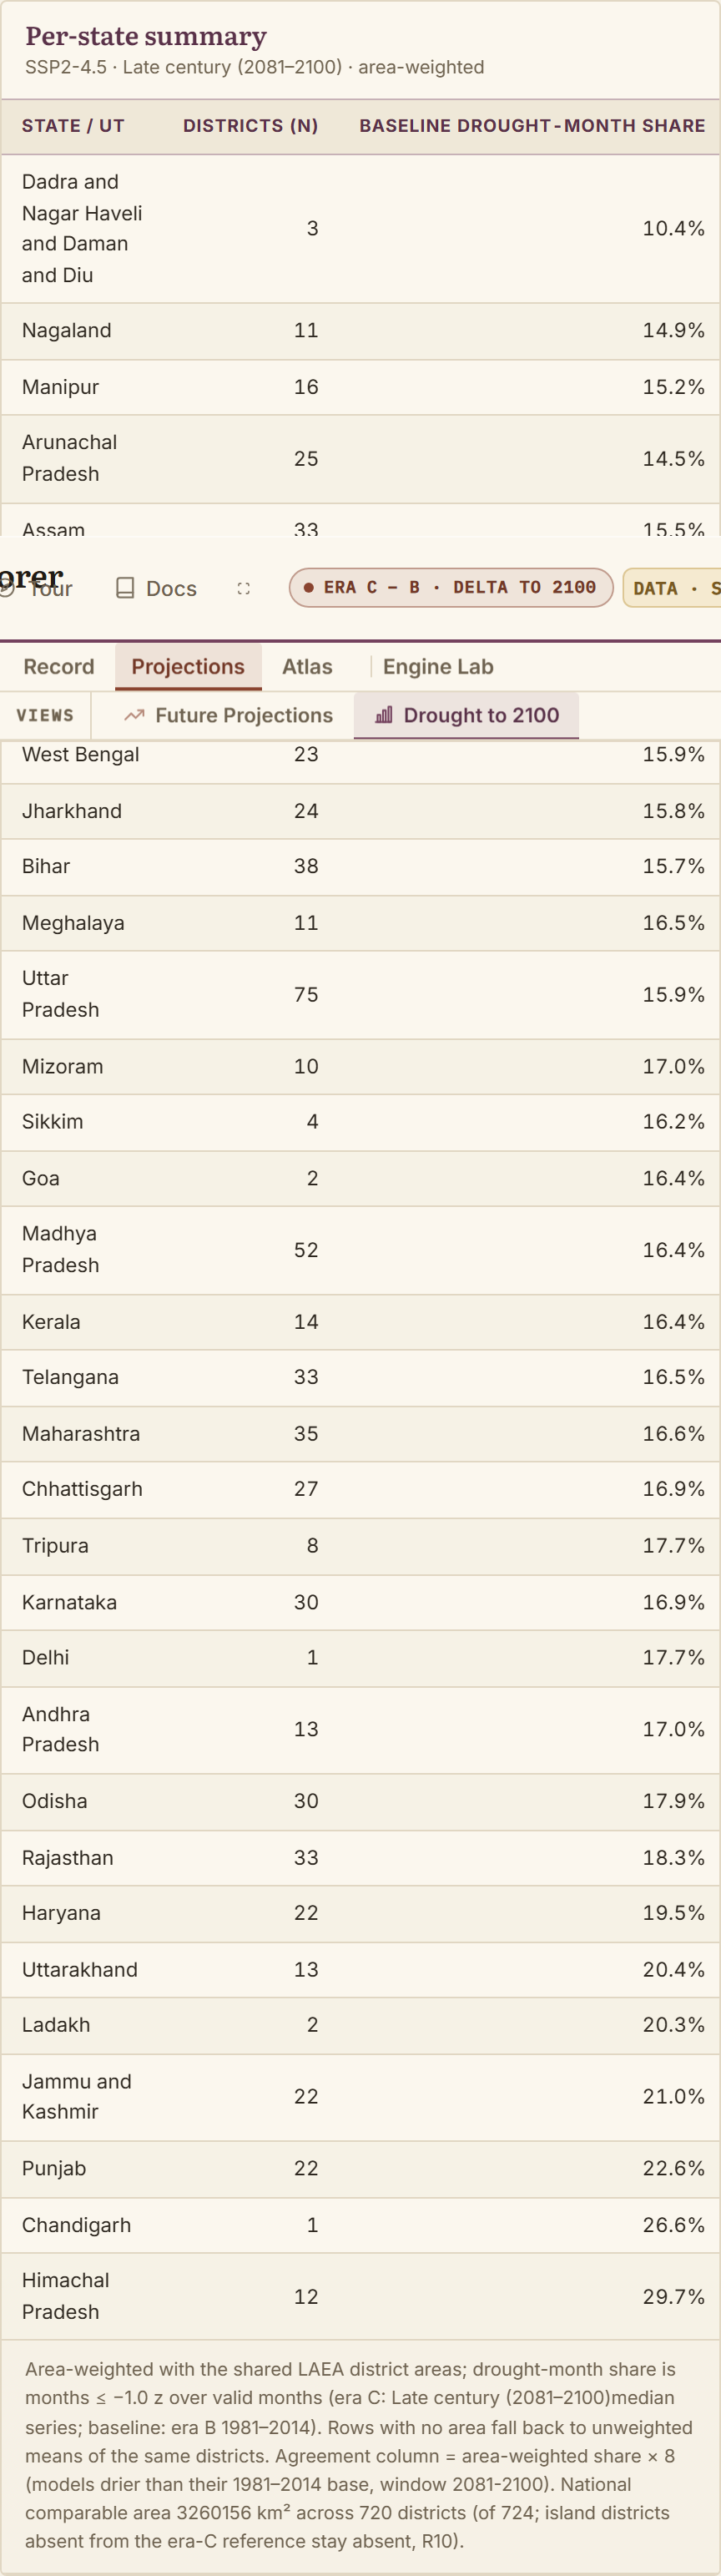 Per-state summary
SSP2-4.5 · Late century (2081–2100) · area-weighted
STATE / UT DISTRICTS (N) BASELINE DROUGHT-MONTH SHARE
Dadra and
Nagar Haveli
and Daman
and Diu
3 10.4%
Nagaland 11 14.9%
Manipur 16 15.2%
Arunachal
Pradesh
25 14.5%
Assam 33 15.5%
orer
Tour Docs ERA C – B · DELTA TO 2100 DATA · S
Record Projections Atlas Engine Lab
VIEWS Future Projections Drought to 2100
West Bengal 23 15.9%
Jharkhand 24 15.8%
Bihar 38 15.7%
Meghalaya 11 16.5%
Uttar
Pradesh
75 15.9%
Mizoram 10 17.0%
Sikkim 4 16.2%
Goa 2 16.4%
Madhya
Pradesh
52 16.4%
Kerala 14 16.4%
Telangana 33 16.5%
Maharashtra 35 16.6%
Chhattisgarh 27 16.9%
Tripura 8 17.7%
Karnataka 30 16.9%
Delhi 1 17.7%
Andhra
Pradesh
13 17.0%
Odisha 30 17.9%
Rajasthan 33 18.3%
Haryana 22 19.5%
Uttarakhand 13 20.4%
Ladakh 2 20.3%
Jammu and
Kashmir
22 21.0%
Punjab 22 22.6%
Chandigarh 1 26.6%
Himachal
Pradesh
12 29.7%
Area-weighted with the shared LAEA district areas; drought-month share is
months ≤ −1.0 z over valid months (era C: Late century (2081–2100)median
series; baseline: era B 1981–2014). Rows with no area fall back to unweighted
means of the same districts. Agreement column = area-weighted share × 8
(models drier than their 1981–2014 base, window 2081-2100). National
comparable area 3260156 km² across 720 districts (of 724; island districts
absent from the era-C reference stay absent, R10).